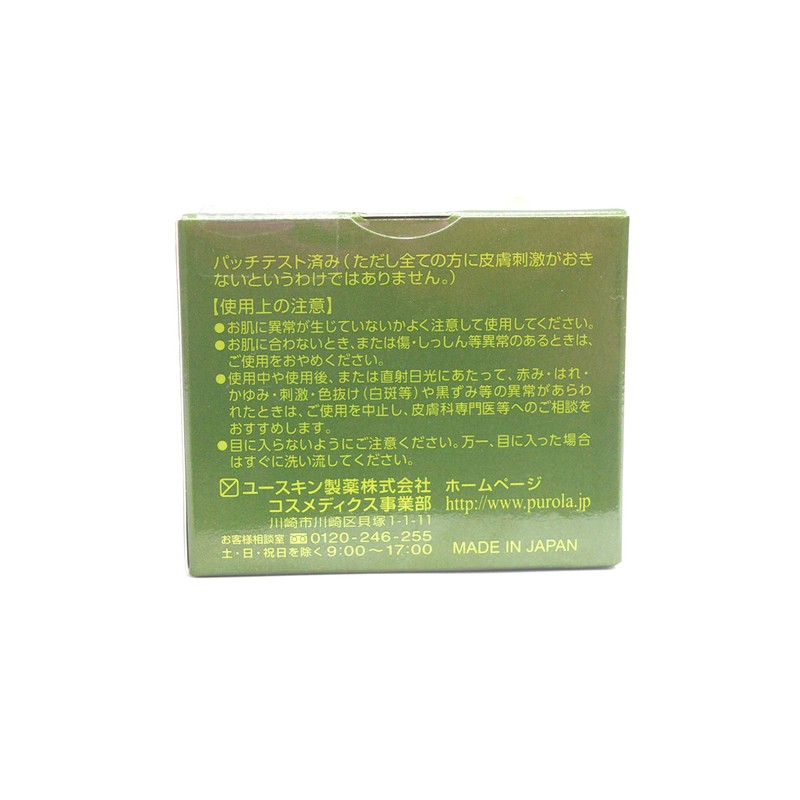 パッチテスト済み(ただし全ての方に皮膚刺激がおき
ないというわけではありません。)
【使用上の注意】
●お肌に異常が生じていないかよく注意して使用してください。
●お肌に合わないとき、または傷・しっしん等異常のあるときは、
ご使用をおやめください。
●使用中や使用後、または直射日光にあたって、赤み・はれ・
かゆみ・刺激・色抜け(白斑等)や黒ずみ等の異常があらわ
れたときは、ご使用を中止し、皮膚科専門医等へのご相談を
おすすめします。
●目に入らないようにご注意ください。万一、目に入った場合
はすぐに洗い流してください。
ユースキン製薬株式会社 ホームページ
コスメディクス事業部 http://www.purola.jp
川崎市川崎区貝塚1-1-11
お客様相談室 0120-246-255
土・日・祝日を除く9:00〜17:00 MADE IN JAPAN